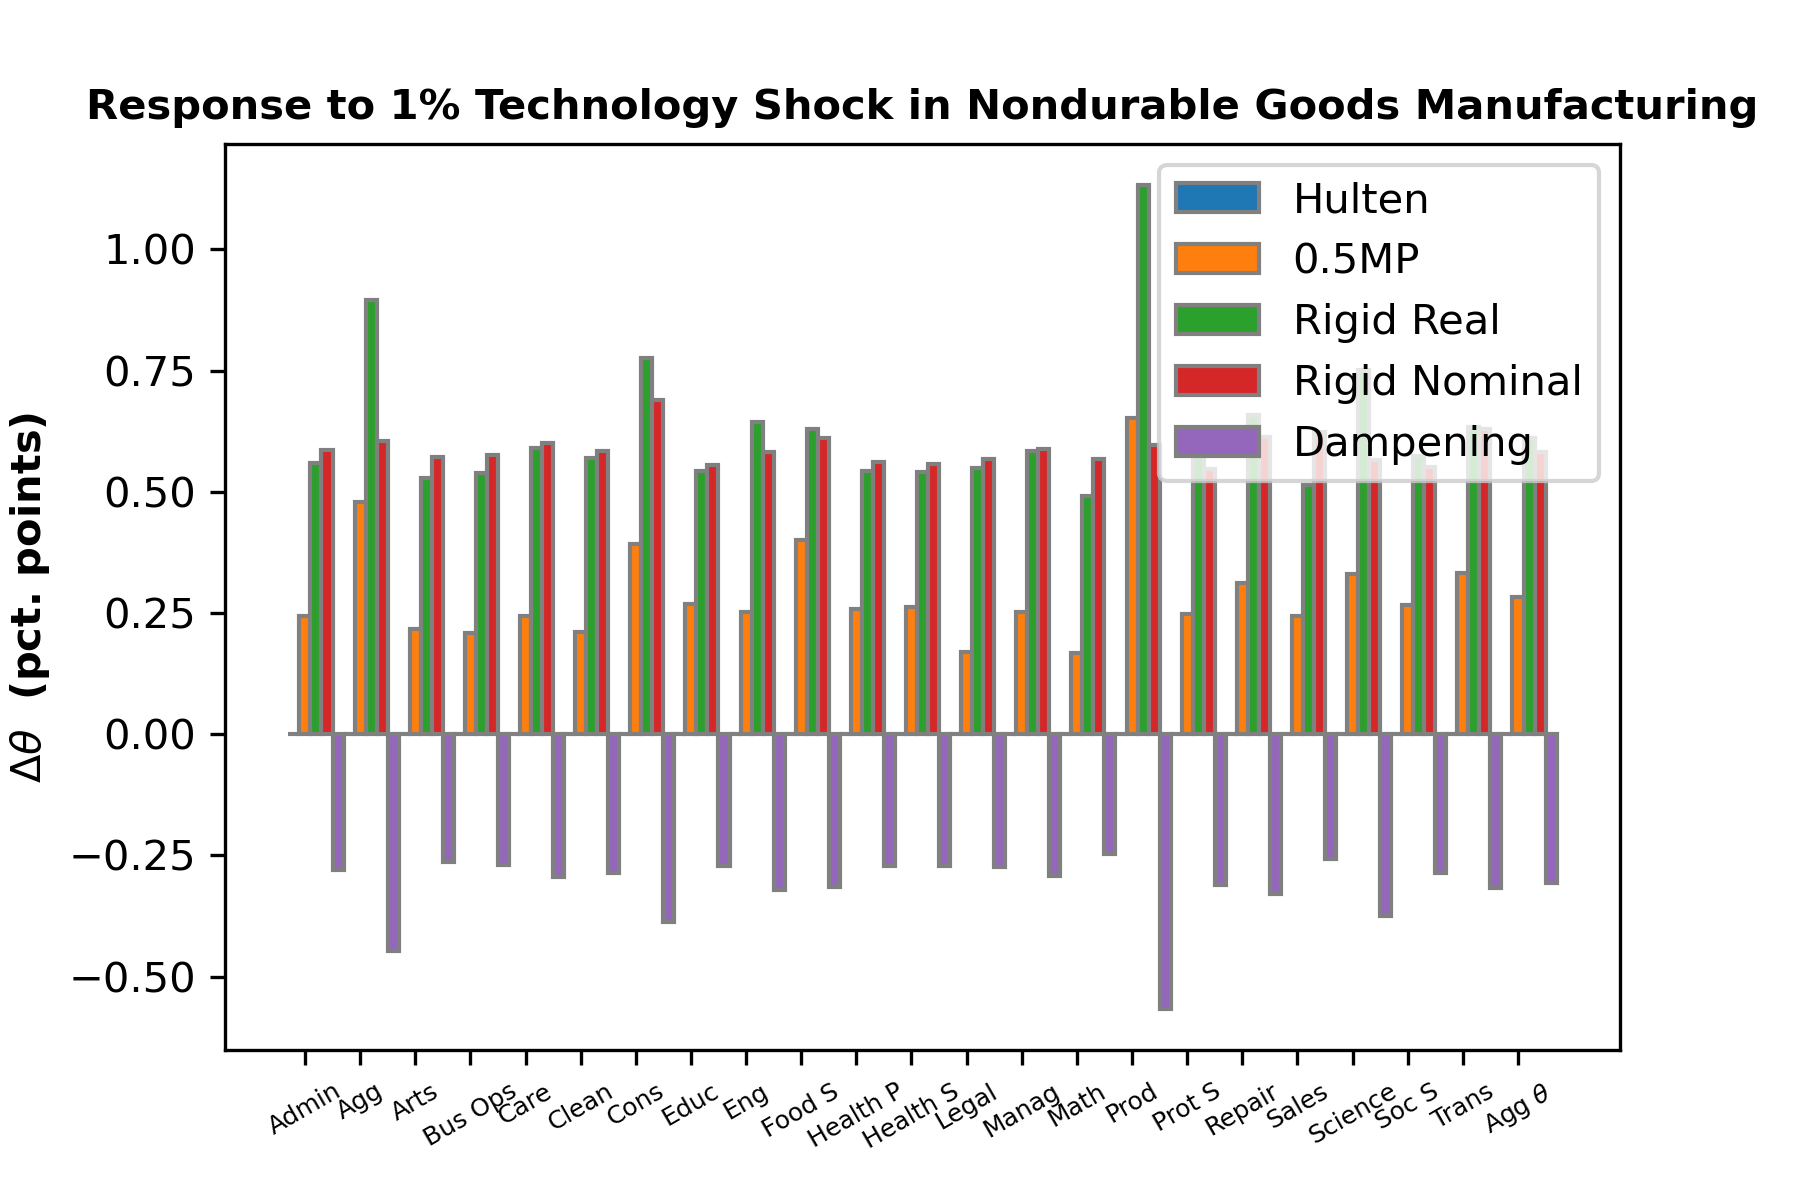 Response to 1% Technology Shock in Nondurable Goods Manufacturing
Hulten
0.5MP
Rigid Real
Rigid Nominal
Dampening
1.00
0.75
0.50
0.25
0.00
−0.25
−0.50
Δθ (pct. points)
Admin
Agg
Arts
Bus Ops
Care
Clean
Cons
Educ
Eng
Food S
Health P
Health S
Legal
Manag
Math
Prod
Prot S
Repair
Sales
Science
Soc S
Trans
Agg θ